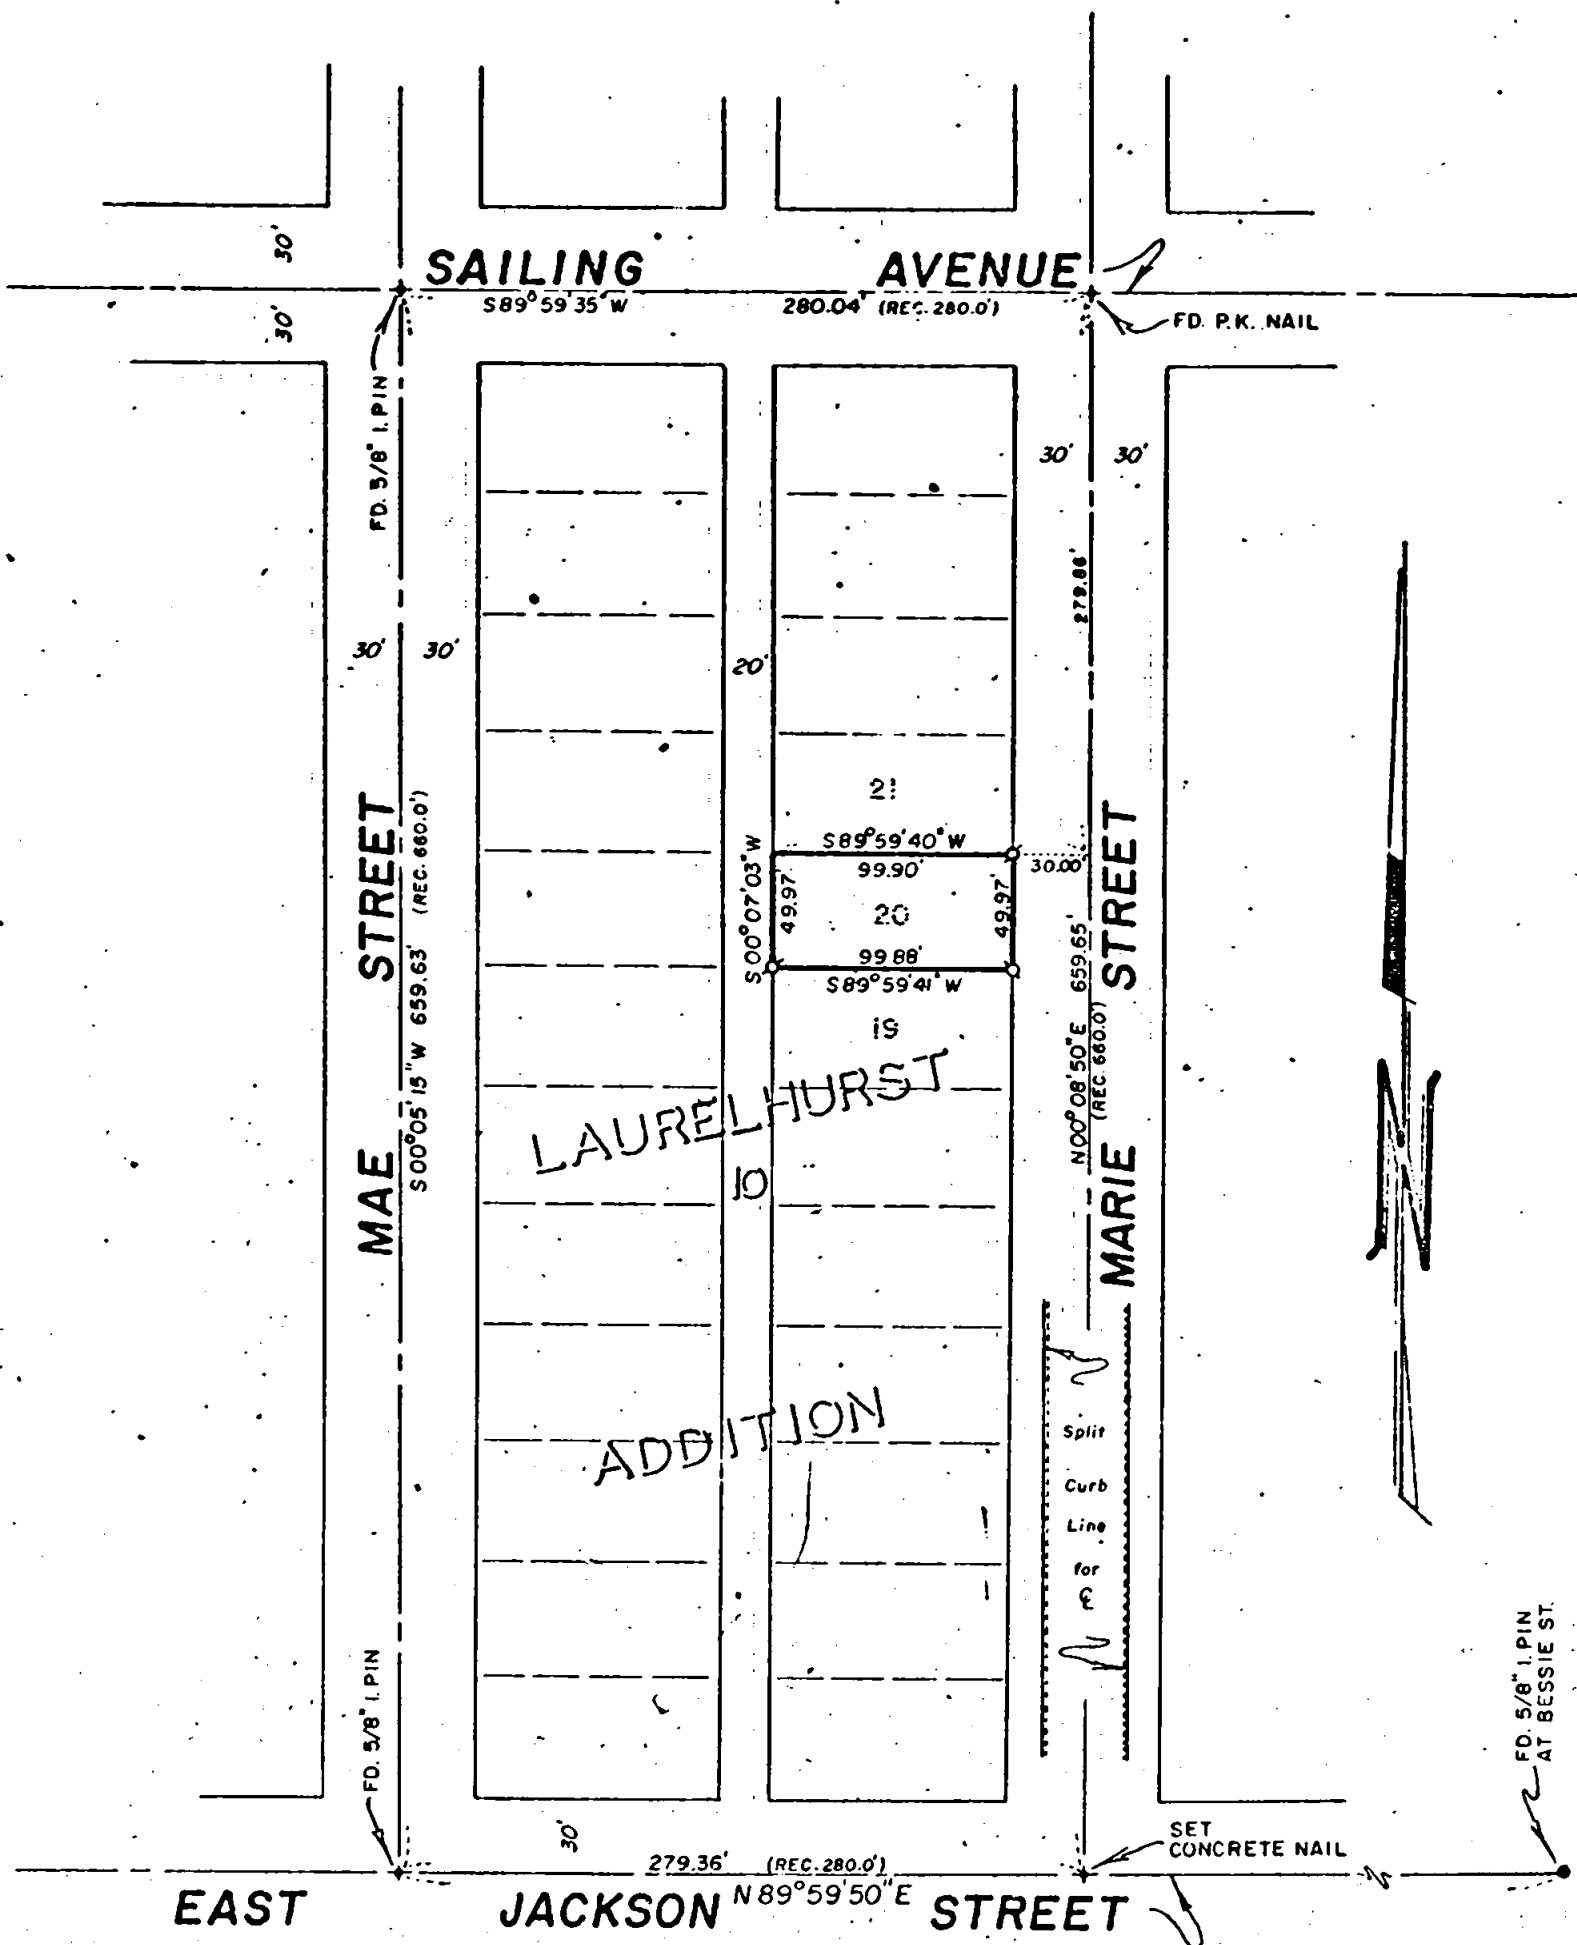 30'
SAILING AVENUE
S89°59'35"W 280.04' (REC. 280.0')
30'
FD. P.K. NAIL
FD. 5/8" I.PIN
30' 30'
279.86'
30' 30'
20'
21
S89°59'40"W
99.90'
30.00'
S00°07'03"W
49.97
20
49.97'
99.88'
S89°59'41"W
19
MAE STREET
S00°05'15"W 659.63' (REC. 660.0')
N00°08'50"E 659.65'
(REC. 660.0')
MARIE STREET
N
LAURELHURST
10
ADDITION
Split
Curb
Line
for
℄
FD. 5/8" I.PIN
FD. 5/8" I.PIN
AT BESSIE ST.
30'
SET
CONCRETE NAIL
279.36' (REC. 280.0')
N89°59'50"E
EAST JACKSON STREET